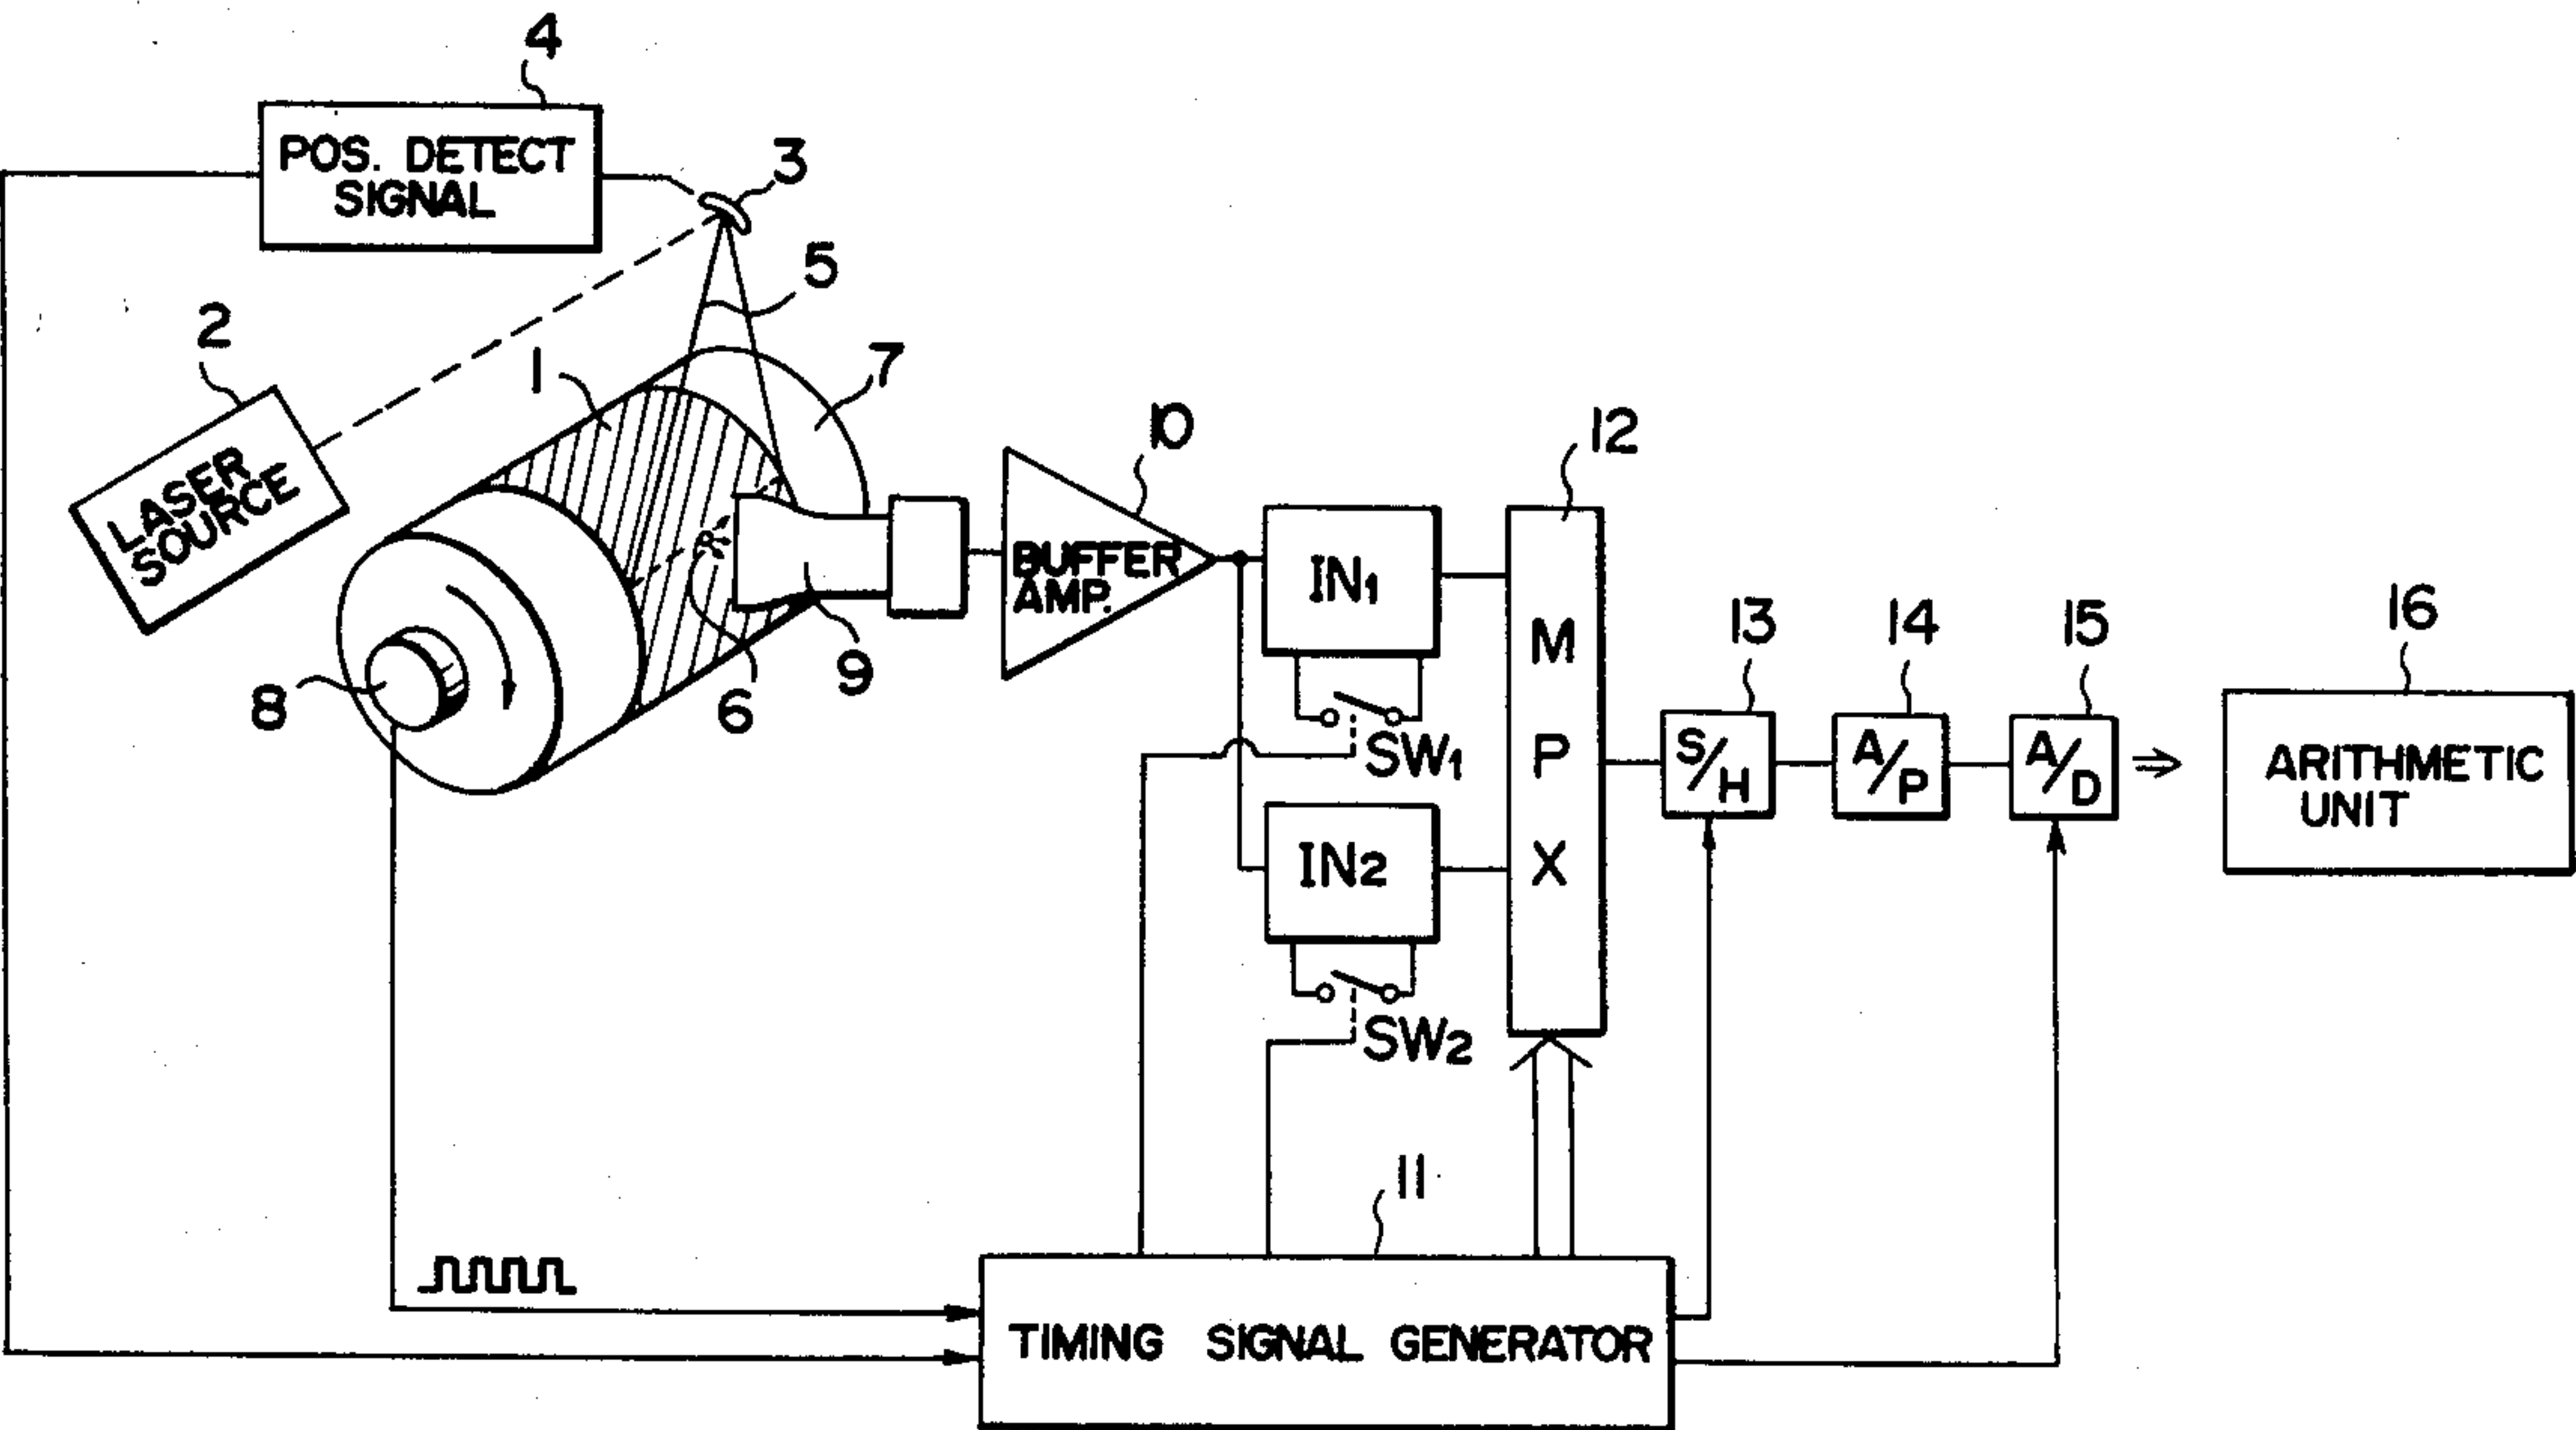 4
POS. DETECT
SIGNAL
3
5
2
1
7
LASER
SOURCE
10
12
BUFFER
AMP.
IN1
M
P
X
13
14
15
16
8
6
9
SW1
S/H
A/P
A/D
ARITHMETIC
UNIT
IN2
SW2
11
TIMING SIGNAL GENERATOR